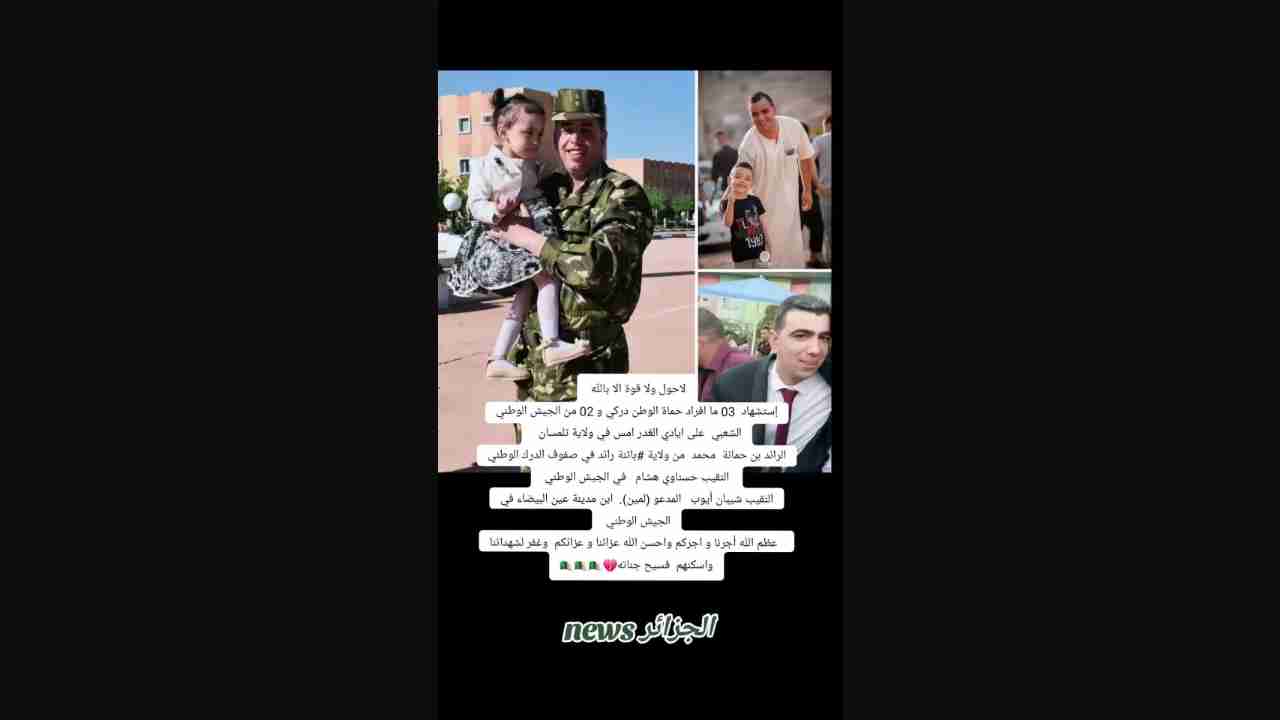 لاحول ولا قوة الا بالله
إستشهاد 03 ما افراد حماة الوطن دركي و 02 من الجيش الوطني
الشعبي على ايادي الغدر امس في ولاية تلمسان
الرائد بن حمانة محمد من ولاية #باتنة رائد في صفوف الدرك الوطني
النقيب حسناوي هشام في الجيش الوطني
النقيب شيبان أيوب المدعو (لمين). ابن مدينة عين البيضاء في
الجيش الوطني
عظم الله أجرنا و اجركم واحسن الله عزائنا و عزائكم وغفر لشهدائنا
واسكنهم فسيح جناته💔🇩🇿🇩🇿🇩🇿
الجزائر news
1987